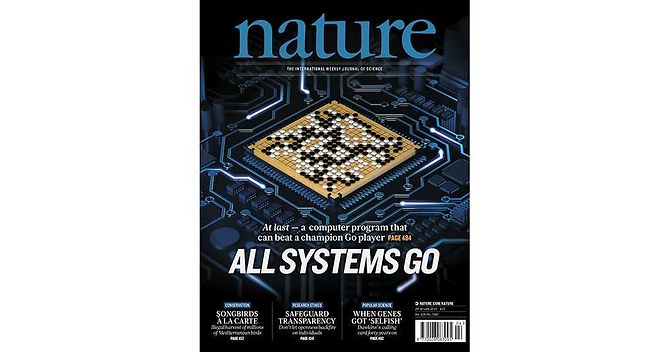 nature
THE INTERNATIONAL WEEKLY JOURNAL OF SCIENCE
At last — a computer program that
can beat a champion Go player PAGE 484
ALL SYSTEMS GO
CONSERVATION
SONGBIRDS
À LA CARTE
Illegal harvest of millions
of Mediterranean birds
PAGE 452
RESEARCH ETHICS
SAFEGUARD
TRANSPARENCY
Don't let openness backfire
on individuals
PAGE 459
POPULAR SCIENCE
WHEN GENES
GOT 'SELFISH'
Dawkins's calling
card forty years on
PAGE 462
NATURE.COM/NATURE